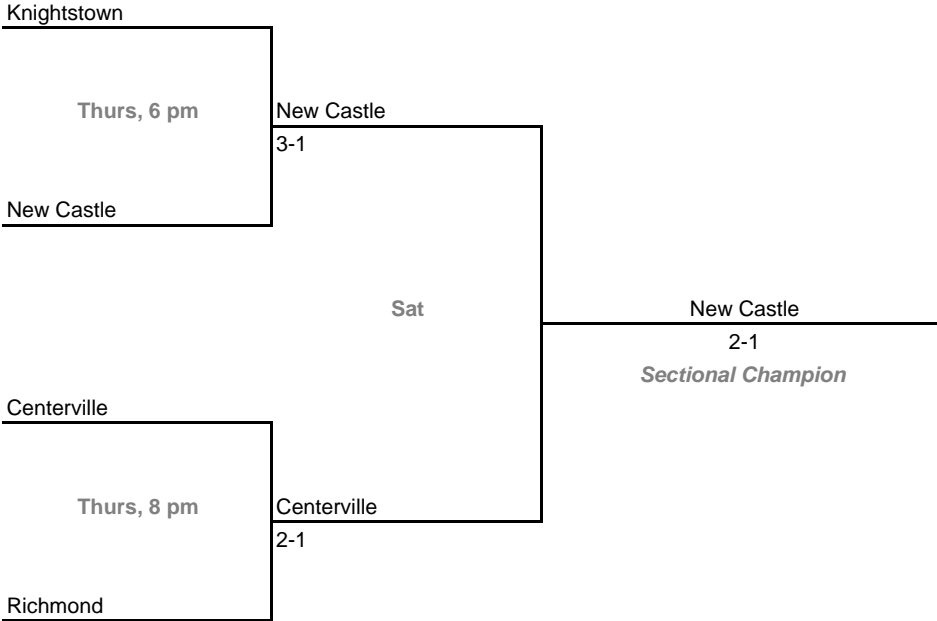 Knightstown
Thurs, 6 pm
New Castle
3-1
New Castle
Sat
New Castle
2-1
Sectional Champion
Centerville
Thurs, 8 pm
Centerville
2-1
Richmond